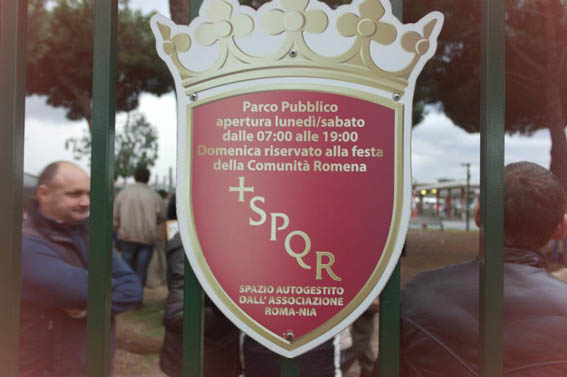 Parco Pubblico
apertura lunedì/sabato
dalle 07:00 alle 19:00
Domenica riservato alla festa
della Comunità Romena
SPQR
SPAZIO AUTOGESTITO
DALL'ASSOCIAZIONE
ROMA-NIA